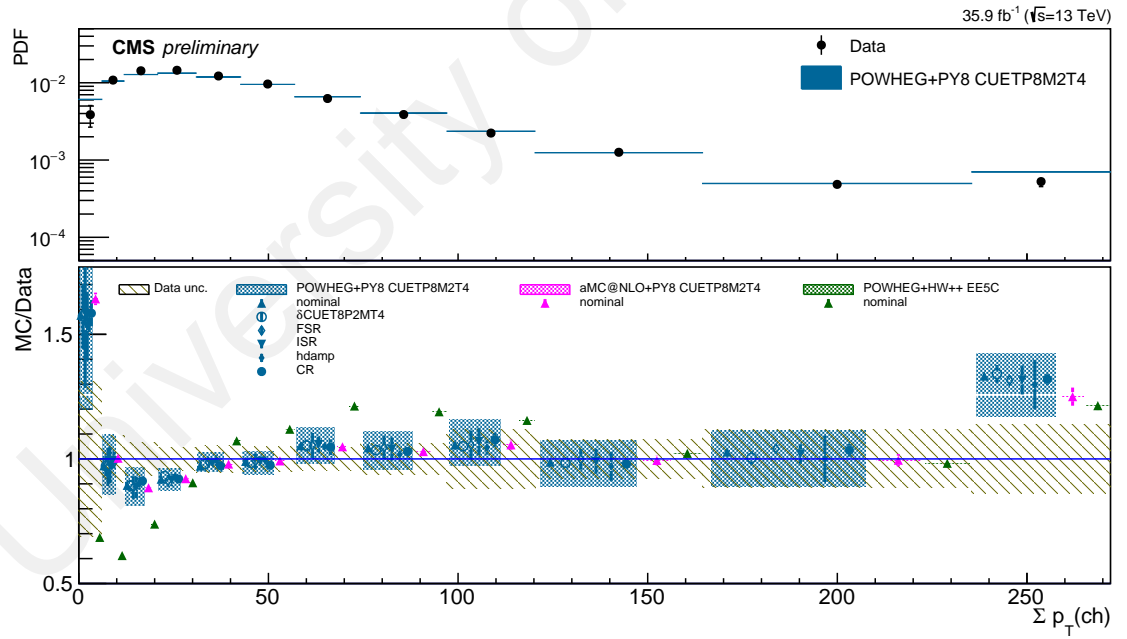 35.9 fb⁻¹ (√s=13 TeV)
PDF
CMS preliminary
Data
POWHEG+PY8 CUETP8M2T4
10⁻²
10⁻³
10⁻⁴
MC/Data
Data unc.
POWHEG+PY8 CUETP8M2T4
nominal
δCUET8P2MT4
FSR
ISR
hdamp
CR
aMC@NLO+PY8 CUETP8M2T4
nominal
POWHEG+HW++ EE5C
nominal
1.5
1
0.5
0 50 100 150 200 250
Σ p_T(ch)
University of